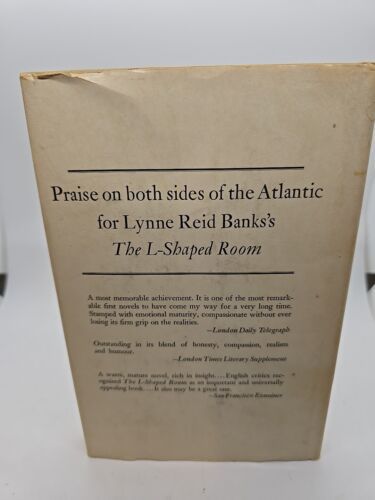 Praise on both sides of the Atlantic
for Lynne Reid Banks's
The L-Shaped Room
A most memorable achievement. It is one of the most remark-
able first novels to have come my way for a very long time.
Stamped with emotional maturity, compassionate without ever
losing its firm grip on the realities.
—London Daily Telegraph
Outstanding in its blend of honesty, compassion, realism
and humour.
—London Times Literary Supplement
A warm, mature novel, rich in insight. . . . English critics rec-
ognized The L-Shaped Room as an important and universally
appealing book. . . . It also may be a great one.
—San Francisco Examiner